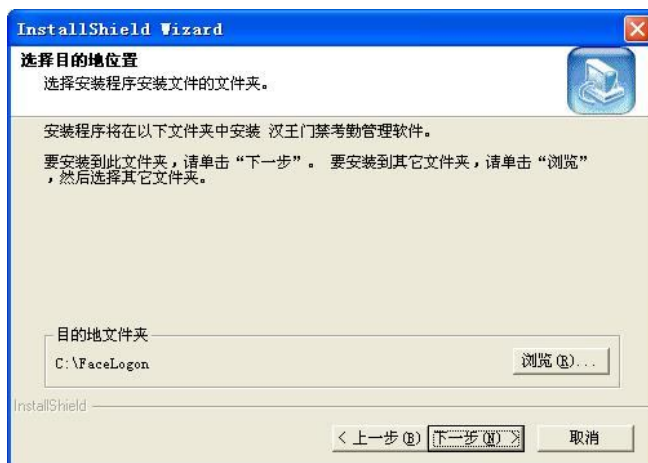 InstallShield Wizard
选择目的地位置
选择安装程序安装文件的文件夹。
安装程序将在以下文件夹中安装 汉王门禁考勤管理软件。
要安装到此文件夹，请单击“下一步”。 要安装到其它文件夹，请单击“浏览”
，然后选择其它文件夹。
目的地文件夹
C:\FaceLogon
浏览(R)...
InstallShield
< 上一步(B)
下一步(N) >
取消